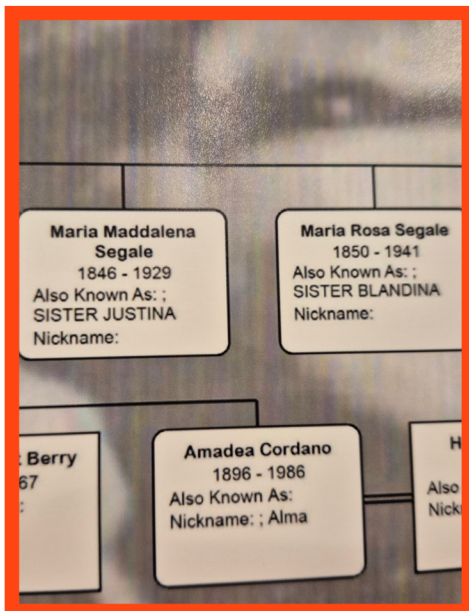 Maria Maddalena
Segale
1846 - 1929
Also Known As: ;
SISTER JUSTINA
Nickname:
Maria Rosa Segale
1850 - 1941
Also Known As: ;
SISTER BLANDINA
Nickname:
Berry
67
:
Amadea Cordano
1896 - 1986
Also Known As:
Nickname: ; Alma
H
Also
Nick